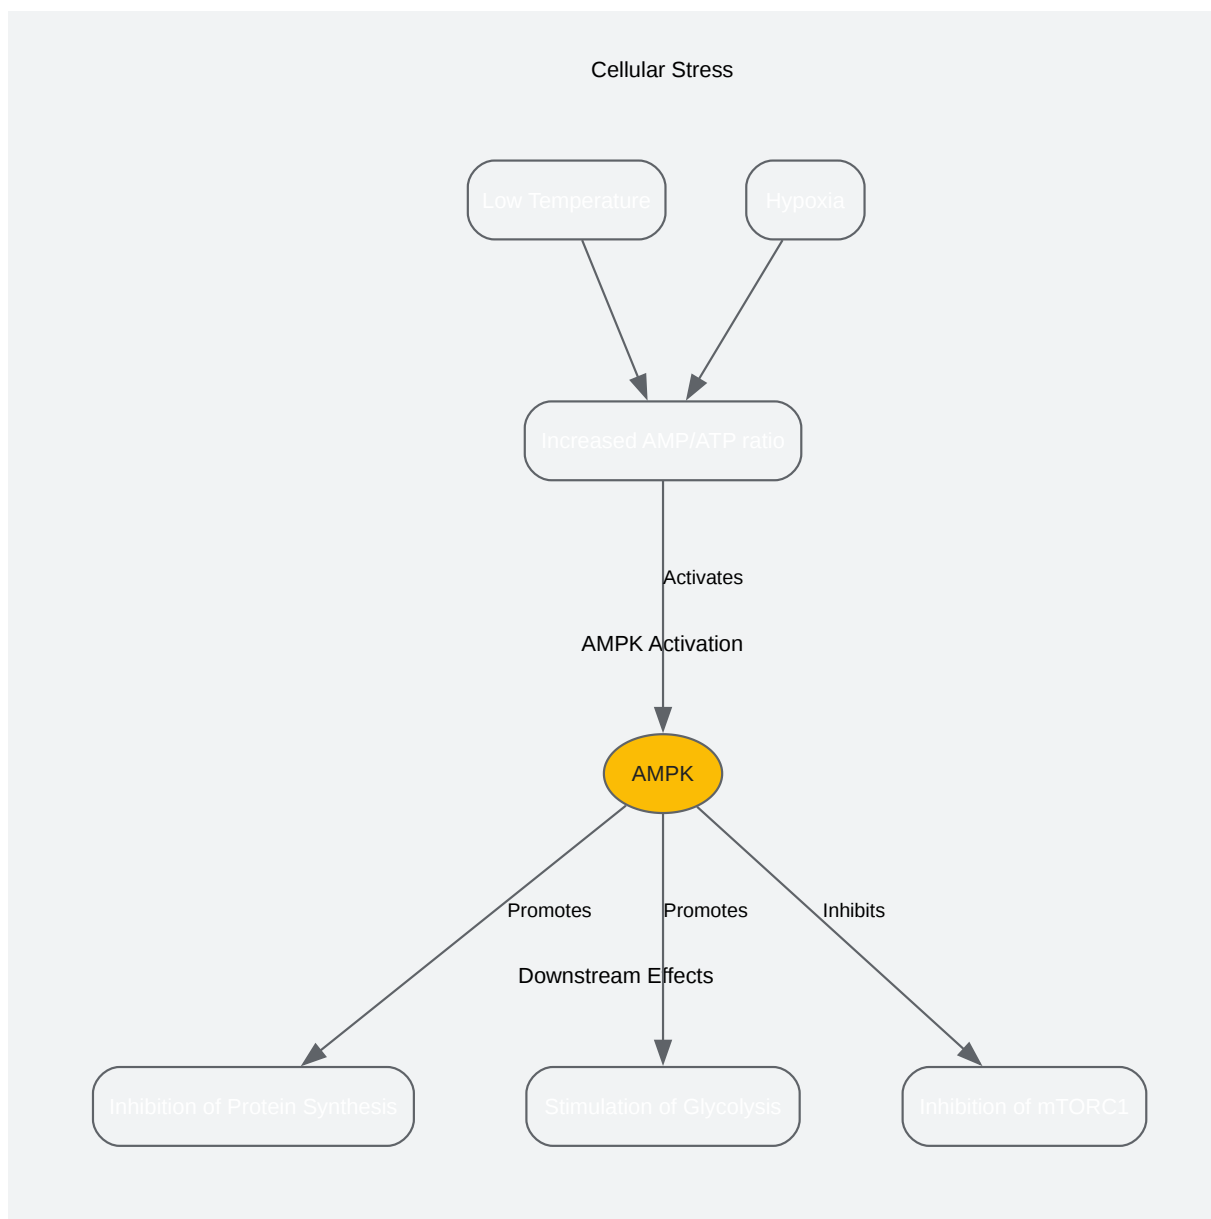 Cellular Stress
Low Temperature
Hypoxia
Increased AMP/ATP ratio
Activates
AMPK Activation
AMPK
Promotes
Promotes
Inhibits
Downstream Effects
Inhibition of Protein Synthesis
Stimulation of Glycolysis
Inhibition of mTORC1